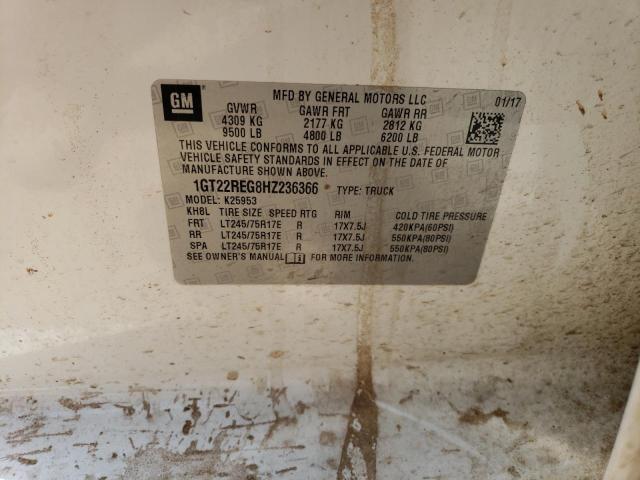 GM
MFD BY GENERAL MOTORS LLC 01/17
GVWR GAWR FRT GAWR RR
4309 KG 2177 KG 2812 KG
9500 LB 4800 LB 6200 LB
THIS VEHICLE CONFORMS TO ALL APPLICABLE U.S. FEDERAL MOTOR
VEHICLE SAFETY STANDARDS IN EFFECT ON THE DATE OF
MANUFACTURE SHOWN ABOVE.
1GT22REG8HZ236366 TYPE: TRUCK
MODEL: K25953
KH8L TIRE SIZE SPEED RTG RIM COLD TIRE PRESSURE
FRT LT245/75R17E R 17X7.5J 420KPA(60PSI)
RR LT245/75R17E R 17X7.5J 550KPA(80PSI)
SPA LT245/75R17E R 17X7.5J 550KPA(80PSI)
SEE OWNER'S MANUAL FOR MORE INFORMATION.